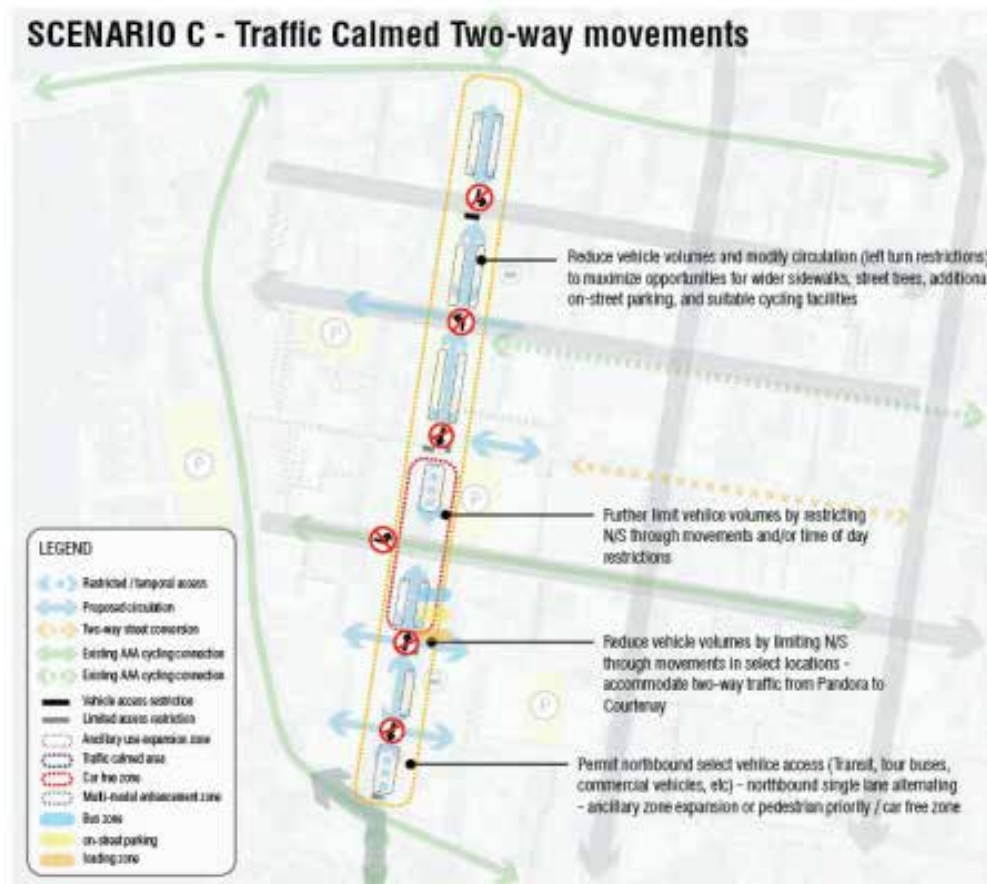 SCENARIO C - Traffic Calmed Two-way movements
Reduce vehicle volumes and modify circulation (left turn restrictions)
to maximize opportunities for wider sidewalks, street trees, additiona
on-street parking, and suitable cycling facilities
P
P
P
Further limit vehilce volumes by restricting
N/S through movements and/or time of day
restrictions
Reduce vehicle volumes by limiting N/S
through movements in select locations -
accommodate two-way traffic from Pandora to
Courtenay
P
Permit northbound select vehilce access (Transit, tour buses,
commercial vehicles, etc) - northbound single lane alternating
- ancillary zone expansion or pedestrian priority / car free zone
LEGEND
Restricted / temporal access
Proposed circulation
Two-way street conversion
Existing AAA cycling connection
Existing AAA cycling connection
Vehicle access restriction
Limited access restriction
Ancillary use expansion zone
Traffic calmed area
Car free zone
Multi-modal enhancement zone
Bus zone
on-street parking
loading zone